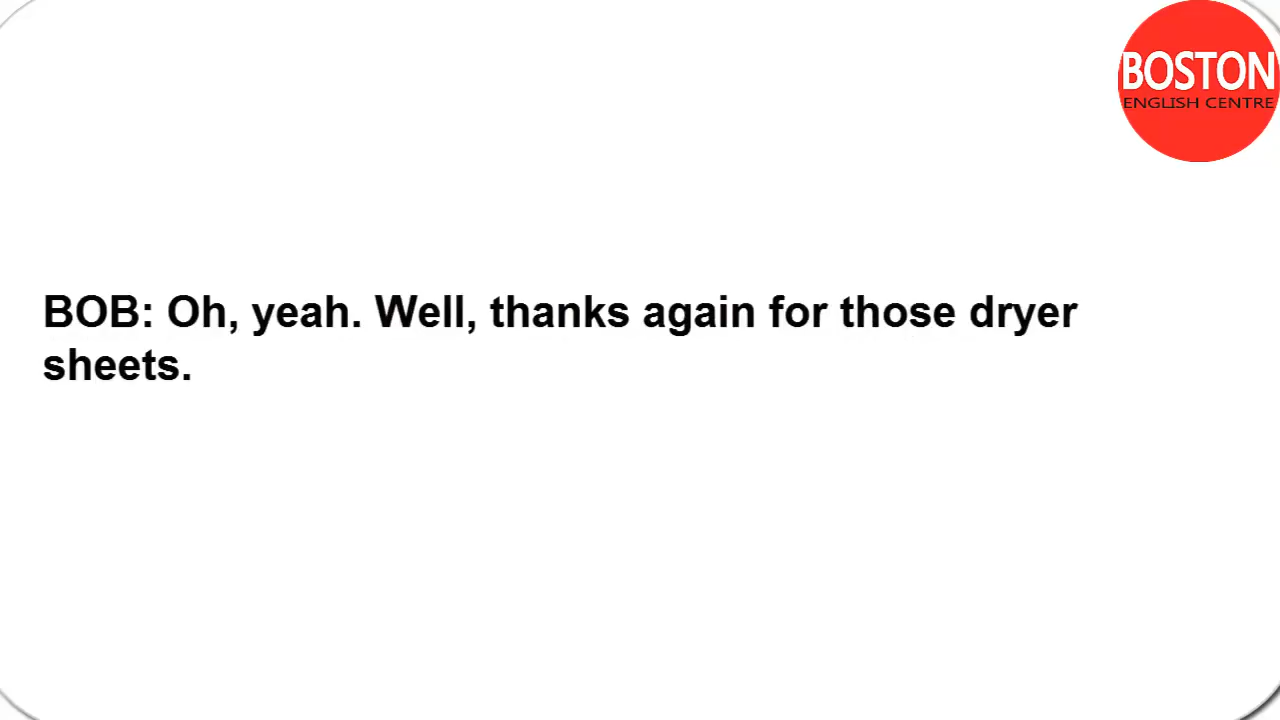 BOSTON
ENGLISH CENTRE
BOB: Oh, yeah. Well, thanks again for those dryer
sheets.